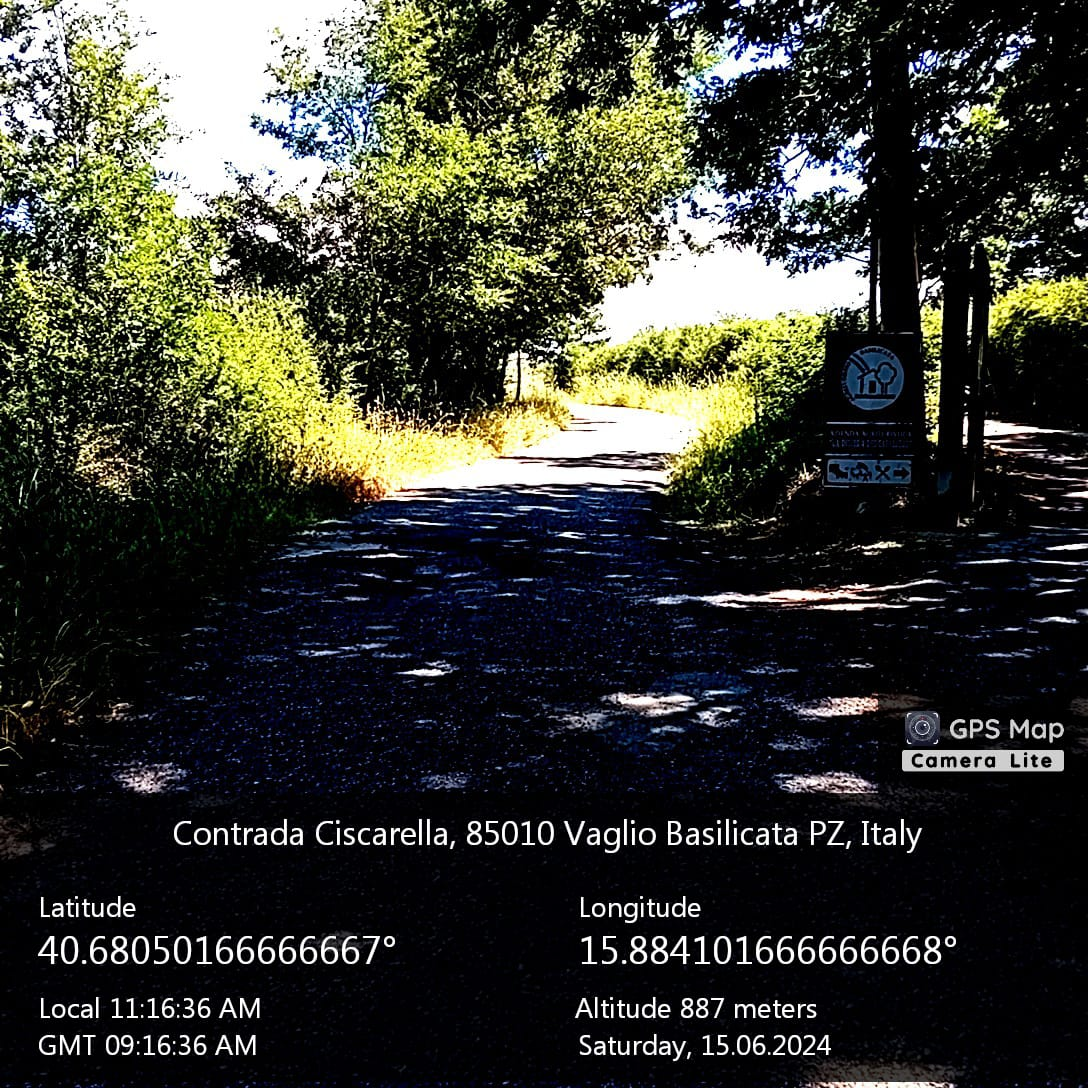 GPS Map
Camera Lite
Contrada Ciscarella, 85010 Vaglio Basilicata PZ, Italy
Latitude
40.68050166666667°
Longitude
15.884101666666668°
Local 11:16:36 AM
GMT 09:16:36 AM
Altitude 887 meters
Saturday, 15.06.2024